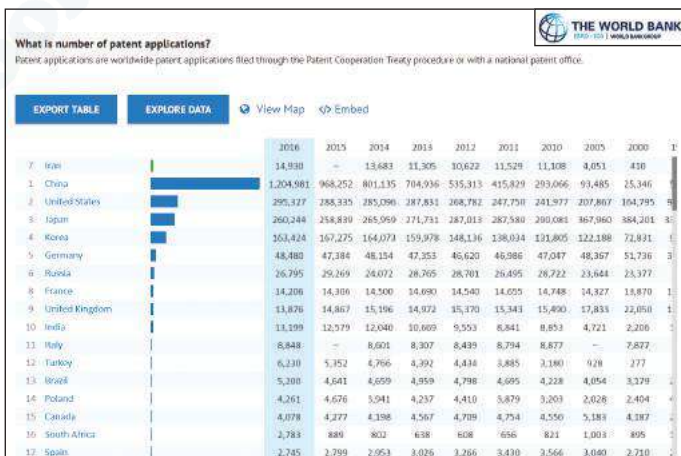 THE WORLD BANK
IBRD • IDA | WORLD BANK GROUP
What is number of patent applications?
Patent applications are worldwide patent applications filed through the Patent Cooperation Treaty procedure or with a national patent office.
EXPORT TABLE EXPLORE DATA View Map </> Embed
2016 2015 2014 2013 2012 2011 2010 2005 2000
7 Iran 14,930 – 13,683 11,305 10,622 11,529 11,108 4,051 410
1 China 1,204,981 968,252 801,135 704,936 535,313 415,829 293,066 93,485 25,346
2 United States 295,327 288,335 285,096 287,831 268,782 247,750 241,977 207,867 164,795
3 Japan 260,244 258,839 265,959 271,731 287,013 287,580 290,081 367,960 384,201
4 Korea 163,424 167,275 164,073 159,978 148,136 138,034 131,805 122,188 72,831
5 Germany 48,480 47,384 48,154 47,353 46,620 46,986 47,047 48,367 51,736
6 Russia 26,795 29,269 24,072 28,765 28,701 26,495 28,722 23,644 23,377
8 France 14,206 14,306 14,500 14,690 14,540 14,655 14,748 14,327 13,870
9 United Kingdom 13,876 14,867 15,196 14,972 15,370 15,343 15,490 17,833 22,050
10 India 13,199 12,579 12,040 10,669 9,553 8,841 8,853 4,721 2,206
11 Italy 8,848 – 8,601 8,307 8,439 8,794 8,877 – 7,877
12 Turkey 6,230 5,352 4,766 4,392 4,434 3,885 3,180 928 277
13 Brazil 5,200 4,641 4,659 4,959 4,798 4,695 4,228 4,054 3,179
14 Poland 4,261 4,676 3,941 4,237 4,410 3,879 3,203 2,028 2,404
15 Canada 4,078 4,277 4,198 4,567 4,709 4,754 4,550 5,183 4,187
16 South Africa 2,783 889 802 638 608 656 821 1,003 895
17 Spain 2,745 2,799 2,953 3,026 3,266 3,430 3,566 3,040 2,710